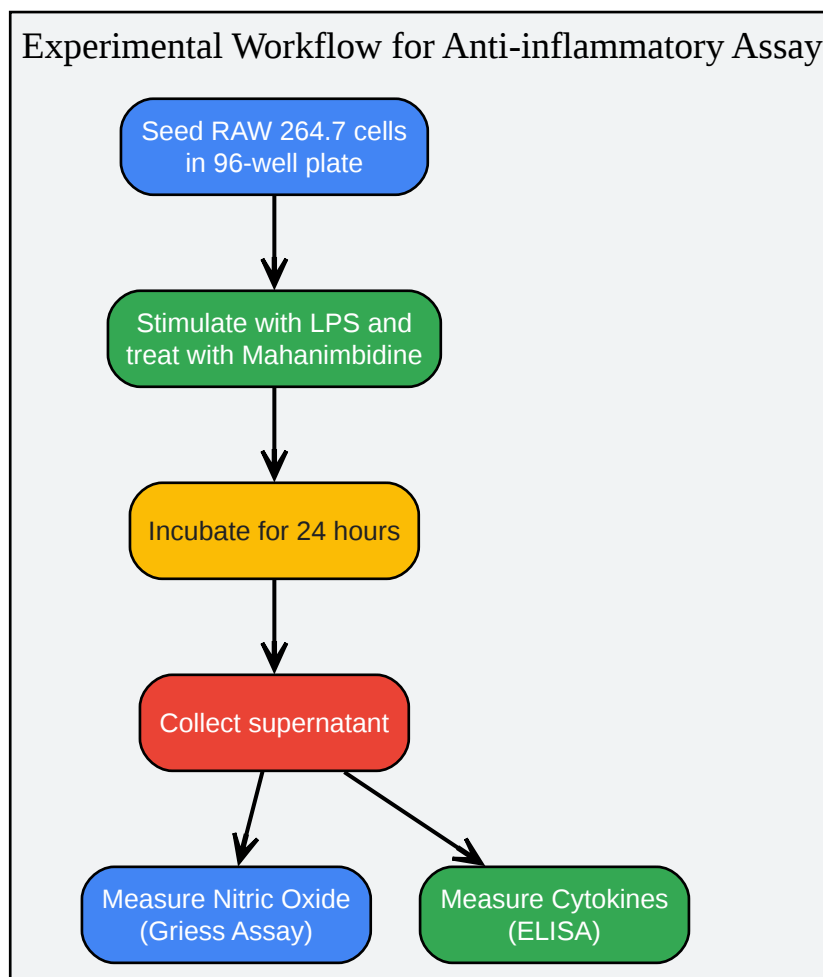 Experimental Workflow for Anti-inflammatory Assay
Seed RAW 264.7 cells
in 96-well plate
Stimulate with LPS and
treat with Mahanimbidine
Incubate for 24 hours
Collect supernatant
Measure Nitric Oxide
(Griess Assay)
Measure Cytokines
(ELISA)